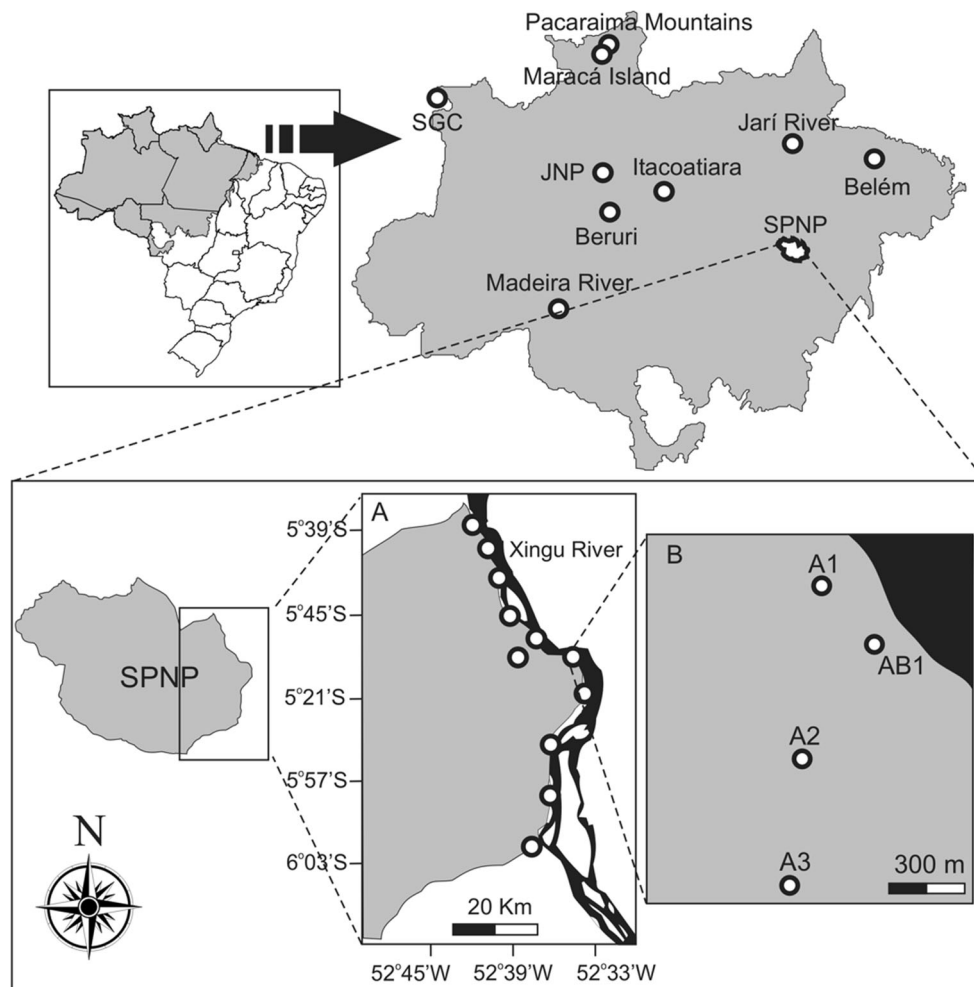 Pacaraima Mountains
Maracá Island
SGC
Jarí River
JNP
Itacoatiara
Belém
Beruri
SPNP
Madeira River
A
5°39'S
Xingu River
5°45'S
5°21'S
5°57'S
6°03'S
20 Km
52°45'W
52°39'W
52°33'W
SPNP
N
B
A1
AB1
A2
A3
300 m